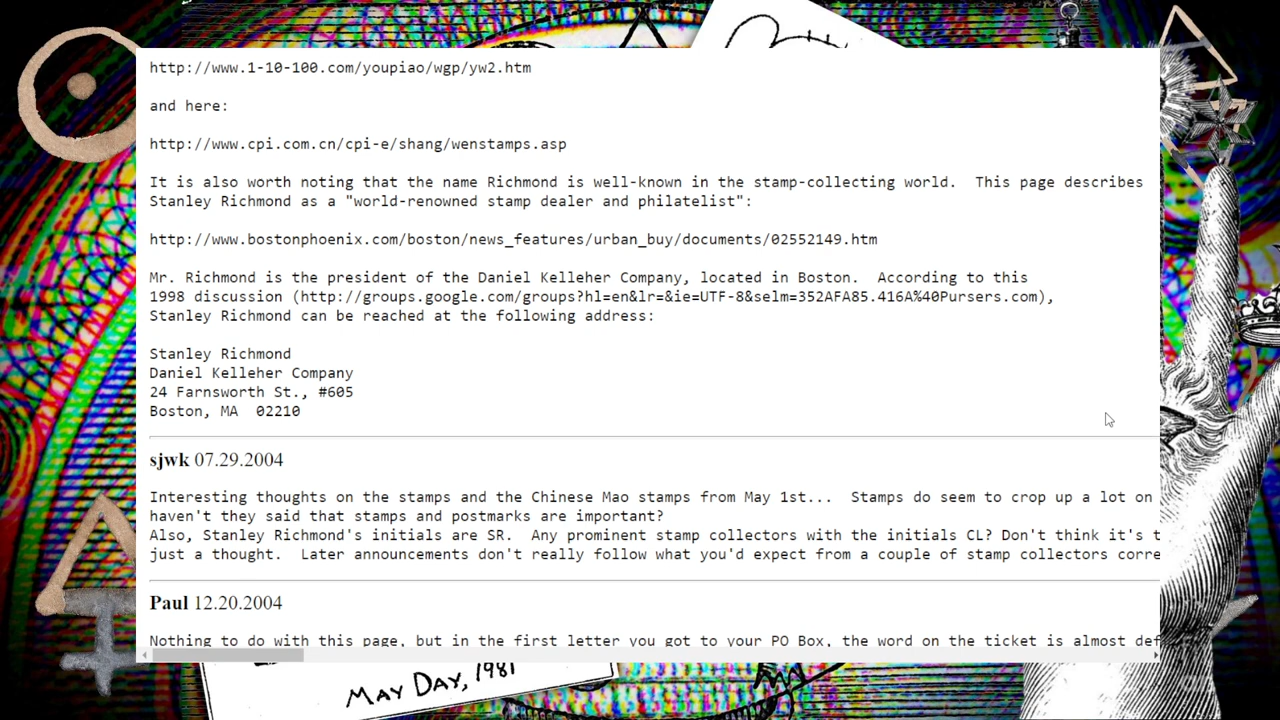 http://www.1-10-100.com/youpiao/wgp/yw2.htm
and here:
http://www.cpi.com.cn/cpi-e/shang/wenstamps.asp
It is also worth noting that the name Richmond is well-known in the stamp-collecting world.  This page describes
Stanley Richmond as a "world-renowned stamp dealer and philatelist":
http://www.bostonphoenix.com/boston/news_features/urban_buy/documents/02552149.htm
Mr. Richmond is the president of the Daniel Kelleher Company, located in Boston.  According to this
1998 discussion (http://groups.google.com/groups?hl=en&lr=&ie=UTF-8&selm=352AFA85.416A%40Pursers.com),
Stanley Richmond can be reached at the following address:
Stanley Richmond
Daniel Kelleher Company
24 Farnsworth St., #605
Boston, MA  02210
sjwk 07.29.2004
Interesting thoughts on the stamps and the Chinese Mao stamps from May 1st...  Stamps do seem to crop up a lot on
haven't they said that stamps and postmarks are important?
Also, Stanley Richmond's initials are SR.  Any prominent stamp collectors with the initials CL? Don't think it's t
just a thought.  Later announcements don't really follow what you'd expect from a couple of stamp collectors corre
Paul 12.20.2004
Nothing to do with this page, but in the first letter you got to your PO Box, the word on the ticket is almost def
MAY DAY, 1981